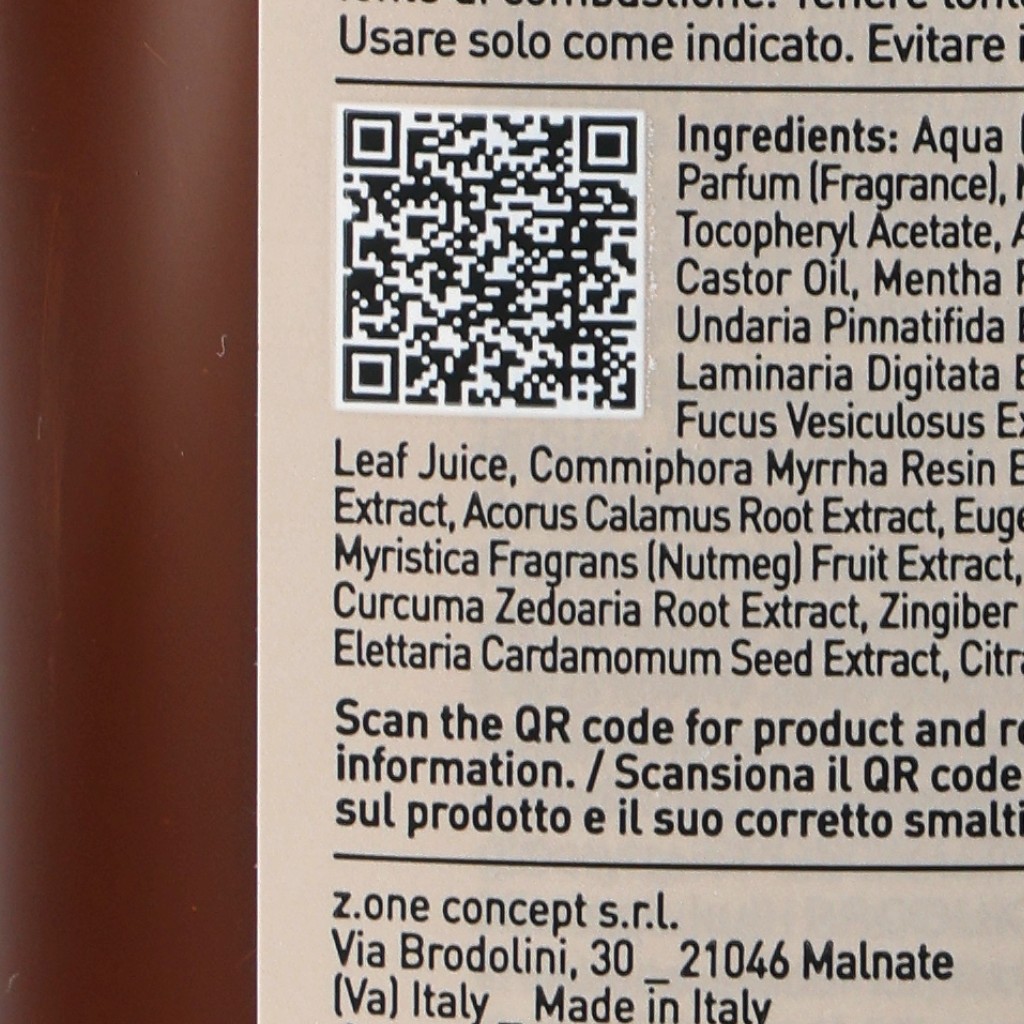 Usare solo come indicato. Evitare
Ingredients: Aqua
Parfum (Fragrance),
Tocopheryl Acetate,
Castor Oil, Mentha
Undaria Pinnatifida
Laminaria Digitata
Fucus Vesiculosus
Leaf Juice, Commiphora Myrrha Resin
Extract, Acorus Calamus Root Extract,
Myristica Fragrans (Nutmeg) Fruit Extract,
Curcuma Zedoaria Root Extract, Zingiber
Elettaria Cardamomum Seed Extract,
Scan the QR code for product and
information. / Scansiona il QR code
sul prodotto e il suo corretto
z.one concept s.r.l.
Via Brodolini, 30 _ 21046 Malnate
(Va) Italy _ Made in Italy